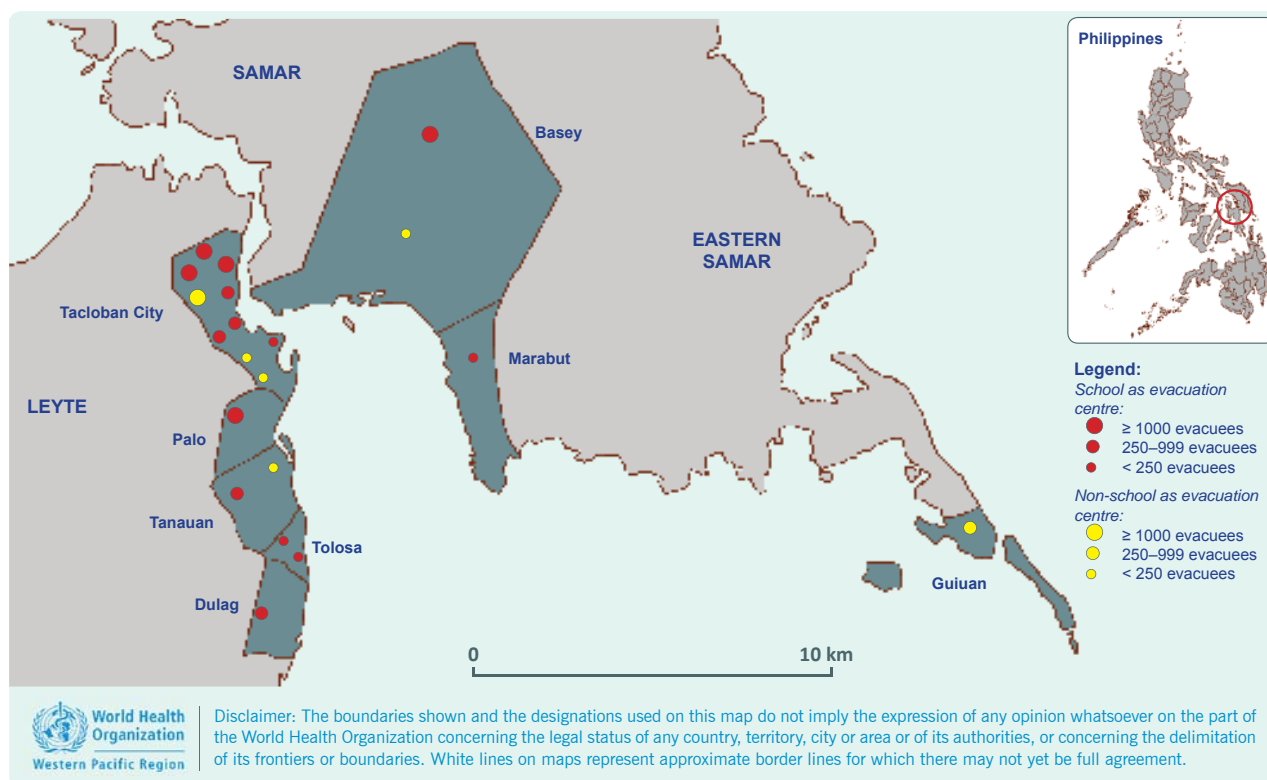 Philippines
SAMAR
Basey
EASTERN
SAMAR
Tacloban City
Marabut
LEYTE
Palo
Tanauan
Tolosa
Dulag
Guiuan
Legend:
School as evacuation
centre:
≥ 1000 evacuees
250–999 evacuees
< 250 evacuees
Non-school as evacuation
centre:
≥ 1000 evacuees
250–999 evacuees
< 250 evacuees
0 10 km
World Health
Organization
Western Pacific Region
Disclaimer: The boundaries shown and the designations used on this map do not imply the expression of any opinion whatsoever on the part of
the World Health Organization concerning the legal status of any country, territory, city or area or of its authorities, or concerning the delimitation
of its frontiers or boundaries. White lines on maps represent approximate border lines for which there may not yet be full agreement.